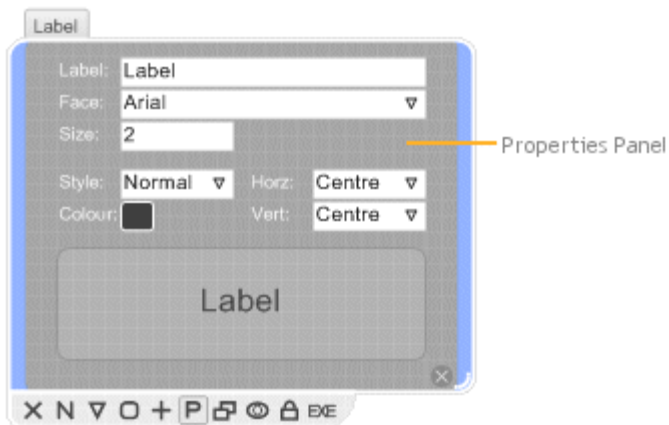 Label
Label: Label
Face: Arial
Size: 2
Properties Panel
Style: Normal Horz: Centre
Colour: Vert: Centre
Label
N P EXE